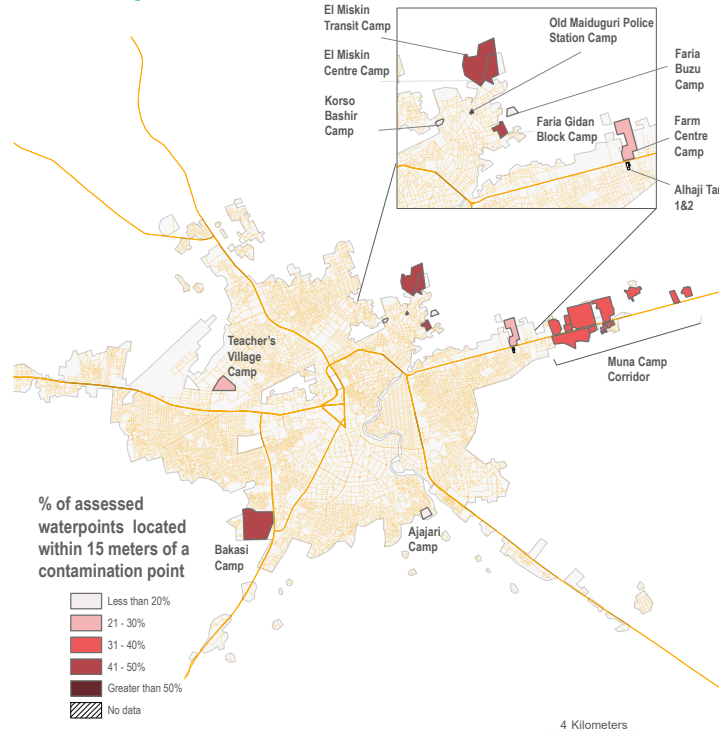 El Miskin
Transit Camp
Old Maiduguri Police
Station Camp
El Miskin
Centre Camp
Faria
Buzu
Camp
Korso
Bashir
Camp
Faria Gidan
Block Camp
Farm
Centre
Camp
Alhaji Tar
1&2
Teacher's
Village
Camp
Muna Camp
Corridor
% of assessed
waterpoints located
within 15 meters of a
contamination point
Bakasi
Camp
Ajajari
Camp
Less than 20%
21 - 30%
31 - 40%
41 - 50%
Greater than 50%
No data
4 Kilometers